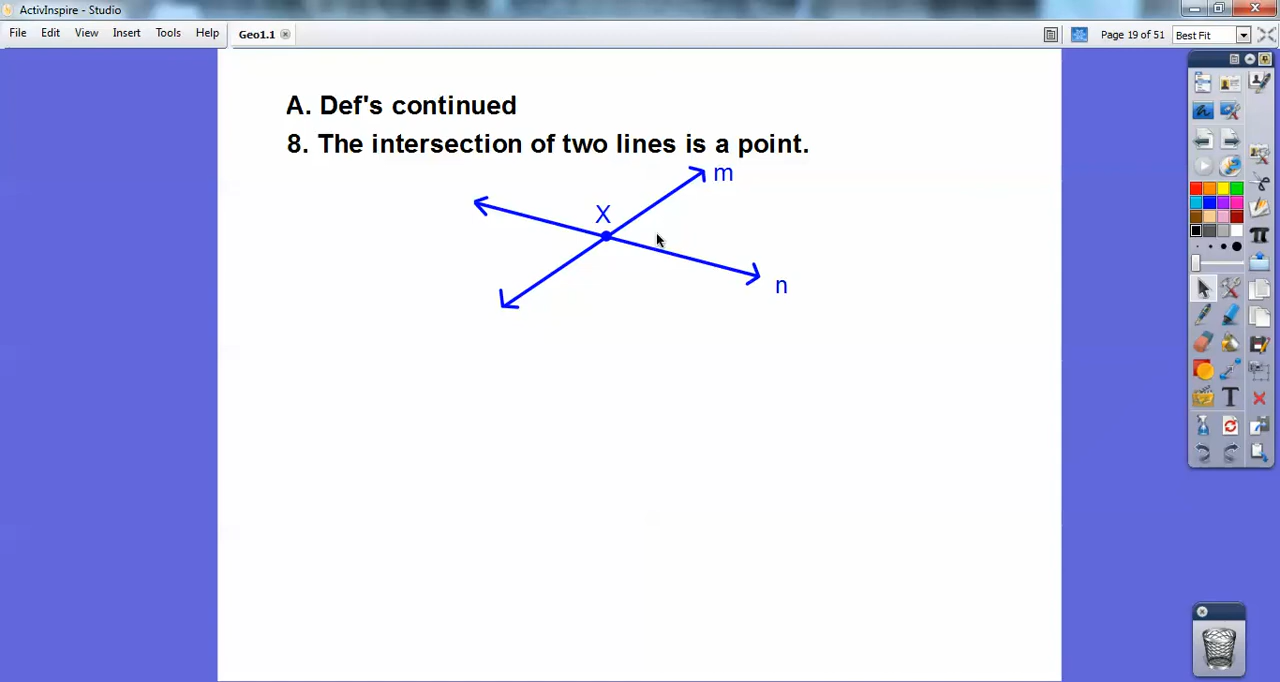 ActivInspire - Studio
File Edit View Insert Tools Help
Geo1.1
Page 19 of 51
Best Fit
A. Def's continued
8. The intersection of two lines is a point.
m
X
n